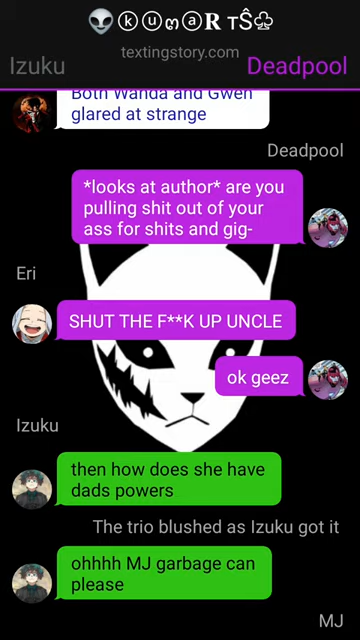 👽ⓚⓤⓜⓐ𝐑 тŜ♧
textingstory.com
Izuku
Deadpool
Both Wanda and Gwen
glared at strange
Deadpool
*looks at author* are you
pulling shit out of your
ass for shits and gig-
Eri
SHUT THE F**K UP UNCLE
ok geez
Izuku
then how does she have
dads powers
The trio blushed as Izuku got it
ohhhh MJ garbage can
please
MJ